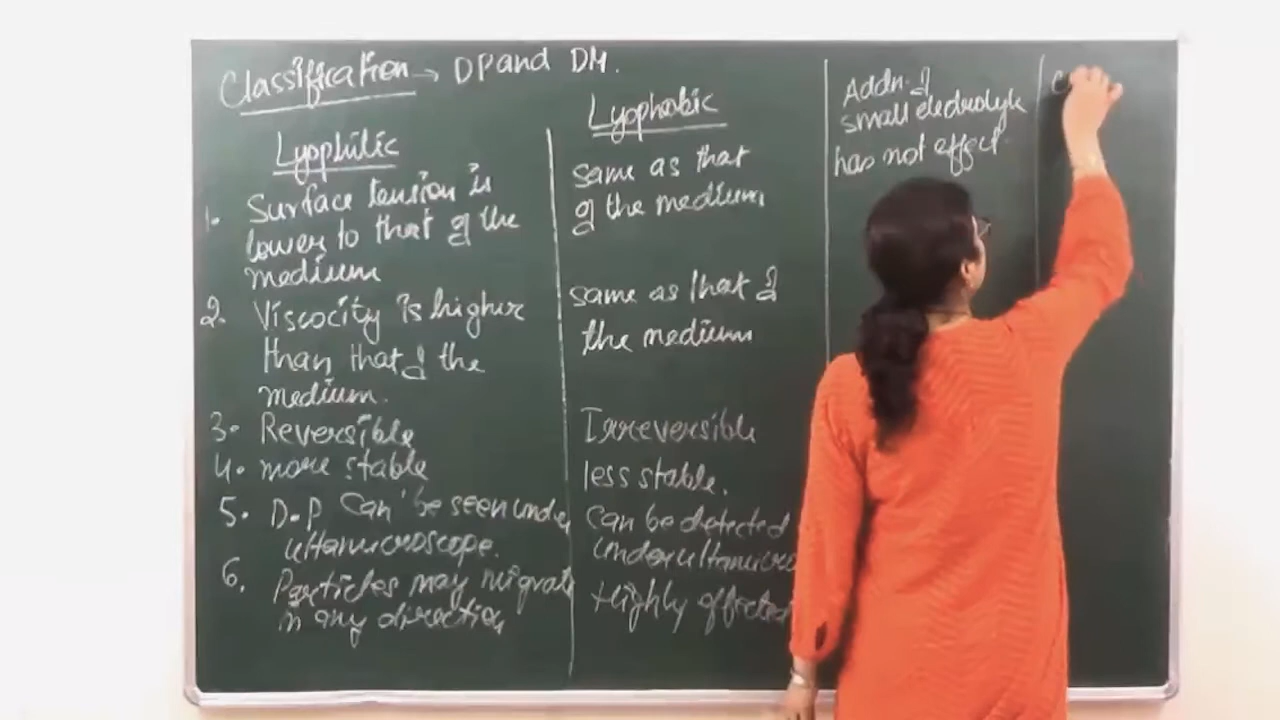 Classification → DP and DM.
Lyophilic
1. Surface tension is
lower to that of the
medium
2. Viscocity is higher
than that of the
medium.
3. Reversible
4. more stable
5. D.P Can't be seen under
ultamicroscope.
6. Particles may migrate
in any direction
Lyophobic
same as that
of the medium
same as that of
the medium
Irreversible
less stable.
can be detected
under ultamicro
Highly effected
Addn. of
small electrolyte
has not effect.